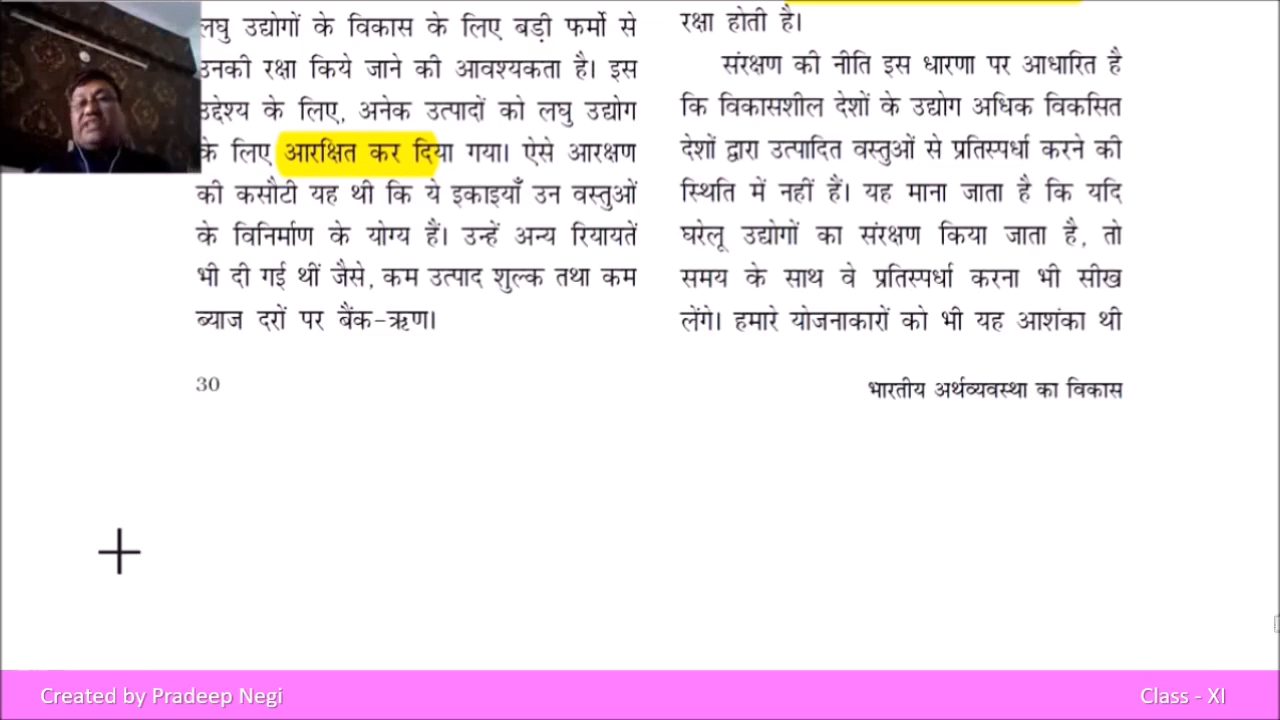 लघु उद्योगों के विकास के लिए बड़ी फर्मो से
उनकी रक्षा किये जाने की आवश्यकता है। इस
उद्देश्य के लिए, अनेक उत्पादों को लघु उद्योग
के लिए आरक्षित कर दिया गया। ऐसे आरक्षण
की कसौटी यह थी कि ये इकाइयाँ उन वस्तुओं
के विनिर्माण के योग्य हैं। उन्हें अन्य रियायतें
भी दी गई थीं जैसे, कम उत्पाद शुल्क तथा कम
ब्याज दरों पर बैंक-ऋण।
रक्षा होती है।
संरक्षण की नीति इस धारणा पर आधारित है
कि विकासशील देशों के उद्योग अधिक विकसित
देशों द्वारा उत्पादित वस्तुओं से प्रतिस्पर्धा करने की
स्थिति में नहीं हैं। यह माना जाता है कि यदि
घरेलू उद्योगों का संरक्षण किया जाता है, तो
समय के साथ वे प्रतिस्पर्धा करना भी सीख
लेंगे। हमारे योजनाकारों को भी यह आशंका थी
30
भारतीय अर्थव्यवस्था का विकास
Created by Pradeep Negi
Class - XI